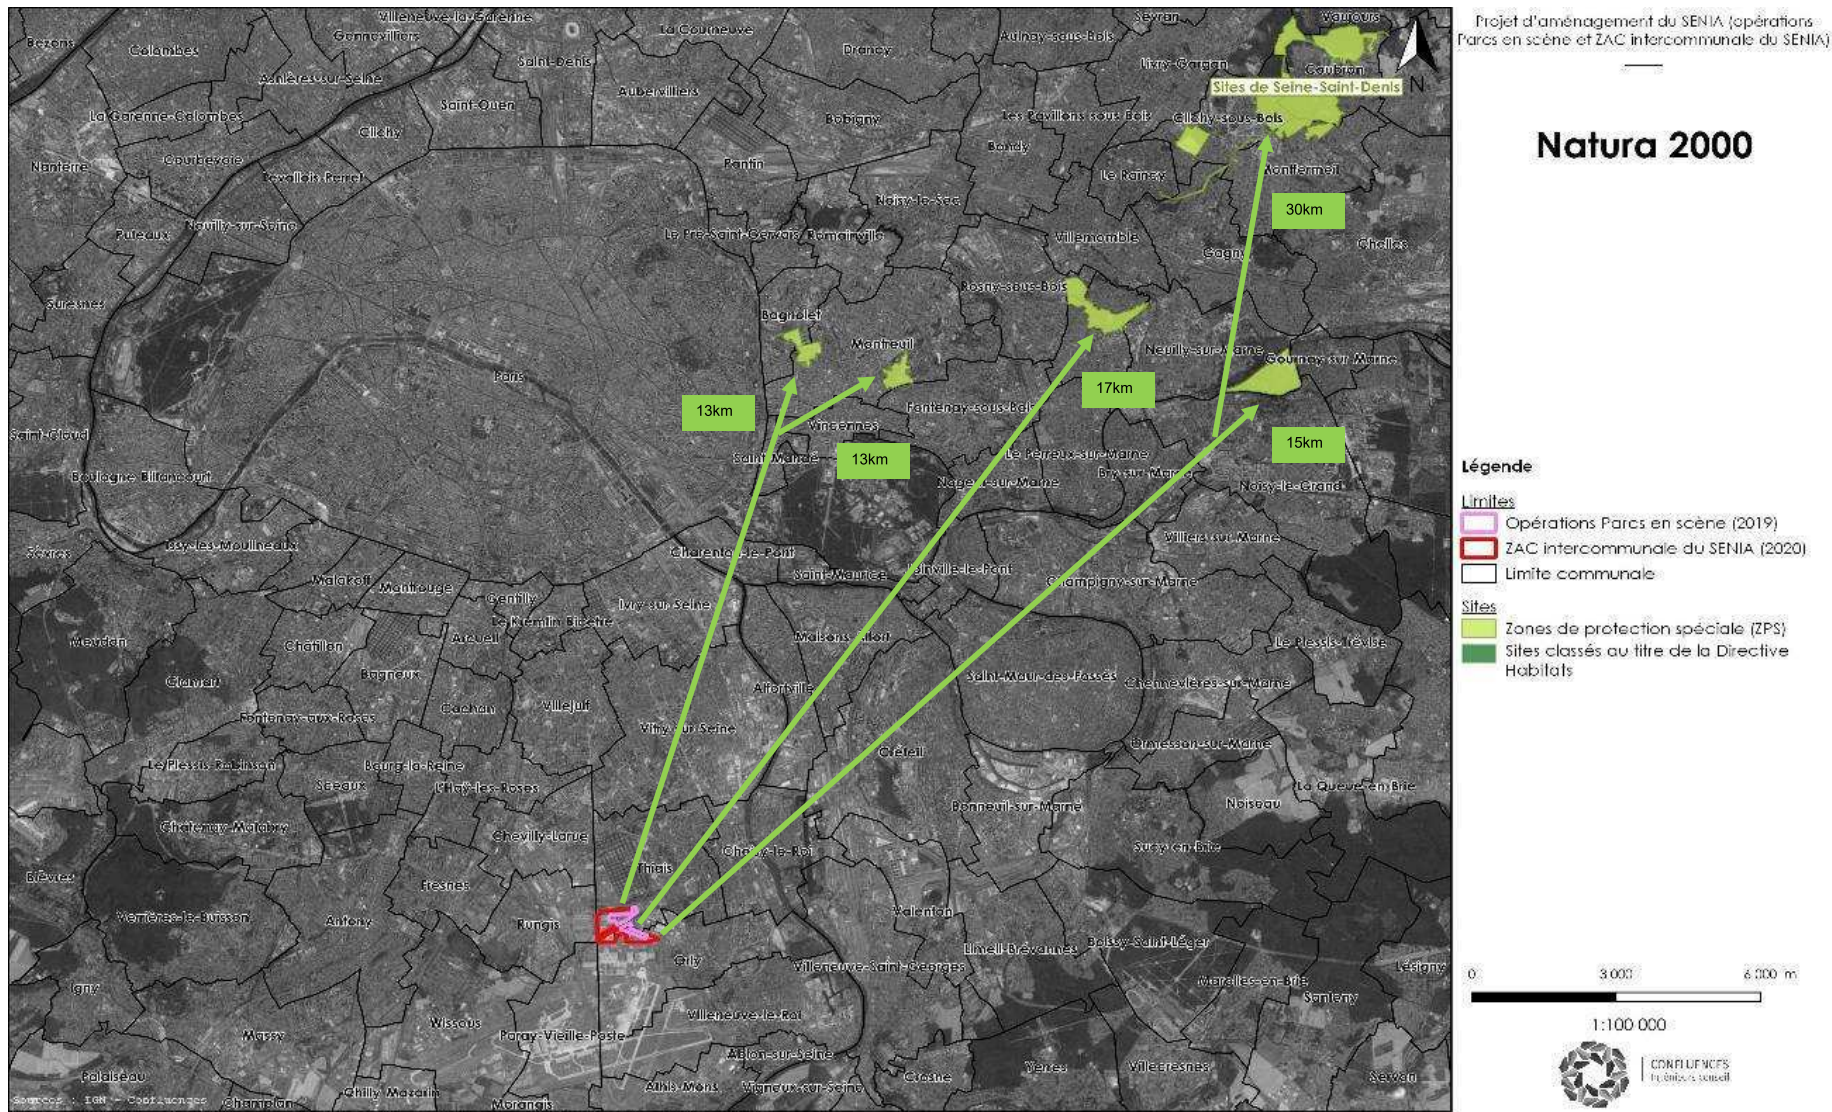 Projet d'aménagement du SENIA (opérations
Parcs en scène et ZAC intercommunale du SENIA)
Natura 2000
Légende
Limites
Opérations Parcs en scène (2019)
ZAC intercommunale du SENIA (2020)
Limite communale
Sites
Zones de protection spéciale (ZPS)
Sites classés au titre de la Directive
Habitats
0 3 000 6 000 m
1:100 000
CONFLUENCES
Ingénieurs conseil
Villeneuve-la-Garenne
Bezons
Colombes
Gennevilliers
La Courneuve
Drancy
Aulnay-sous-Bois
Sevran
Vaujours
Asnières-sur-Seine
Saint-Denis
Aubervilliers
Livry-Gargan
Coubron
Sites de Seine-Saint-Denis
N
La Garenne-Colombes
Saint-Ouen
Bobigny
Les Pavillons sous Bois
Clichy-sous-Bois
Clichy
Nanterre
Courbevoie
Levallois-Perret
Pantin
Bondy
Le Raincy
Montfermeil
Noisy-le-Sec
30km
Puteaux
Neuilly-sur-Seine
Le Pré-Saint-Gervais
Romainville
Villemomble
Gagny
Chelles
Suresnes
Rosny-sous-Bois
Bagnolet
Montreuil
Neuilly-sur-Marne
Gournay-sur-Marne
Paris
17km
13km
Fontenay-sous-Bois
Vincennes
Saint-Cloud
15km
Saint-Mandé
13km
Le Perreux-sur-Marne
Bry-sur-Marne
Boulogne Billancourt
Nogent-sur-Marne
Noisy-le-Grand
Sèvres
Issy-les-Moulineaux
Charenton-le-Pont
Villiers-sur-Marne
Saint-Maurice
Joinville-le-Pont
Champigny-sur-Marne
Malakoff
Montrouge
Gentilly
Ivry-sur-Seine
Le Kremlin Bicetre
Meudon
Châtillon
Arcueil
Maisons-Alfort
Le Plessis-Trévise
Clamart
Bagneux
Alfortville
Saint-Maur-des-Fossés
Chennevières-sur-Marne
Fontenay-aux-Roses
Cachan
Villejuif
Vitry-sur-Seine
Créteil
Ormesson-sur-Marne
Le Plessis Robinson
Bourg-la-Reine
Sceaux
L'Haÿ-les-Roses
Bonneuil-sur-Marne
Noiseau
La Queue-en-Brie
Chatenay-Malabry
Chevilly-Larue
Choisy-le-Roi
Sucy-en-Brie
Thiais
Bièvres
Fresnes
Verrières-le-Buisson
Antony
Rungis
Valenton
Orly
Limeil-Brévannes
Boissy-Saint-Léger
Villeneuve-Saint-Georges
Marolles-en-Brie
Lésigny
Igny
Santeny
Wissous
Villeneuve-le-Roi
Massy
Paray-Vieille-Poste
Ablon-sur-Seine
Yerres
Villecresnes
Palaiseau
Crosne
Servon
Chilly Mazarin
Athis-Mons
Vigneux-sur-Seine
Sources : IGN - Confluences
Champlan
Morangis